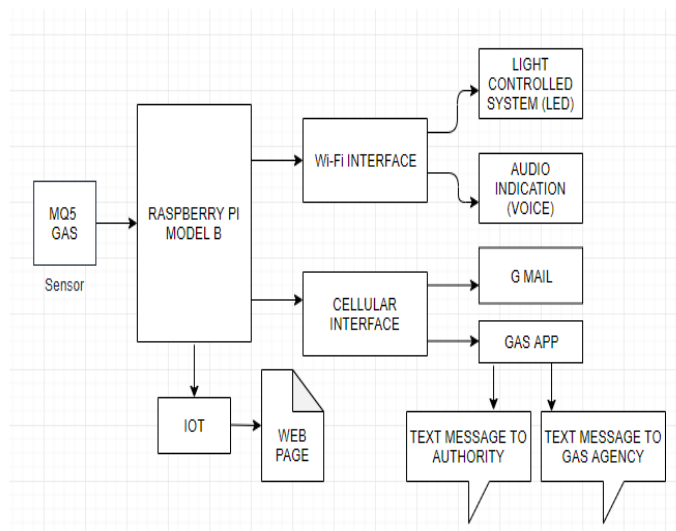 LIGHT
CONTROLLED
SYSTEM (LED)
Wi-Fi INTERFACE
AUDIO
INDICATION
(VOICE)
MQ5
GAS
Sensor
RASPBERRY PI
MODEL B
G MAIL
CELLULAR
INTERFACE
GAS APP
IOT
WEB
PAGE
TEXT MESSAGE TO
AUTHORITY
TEXT MESSAGE TO
GAS AGENCY